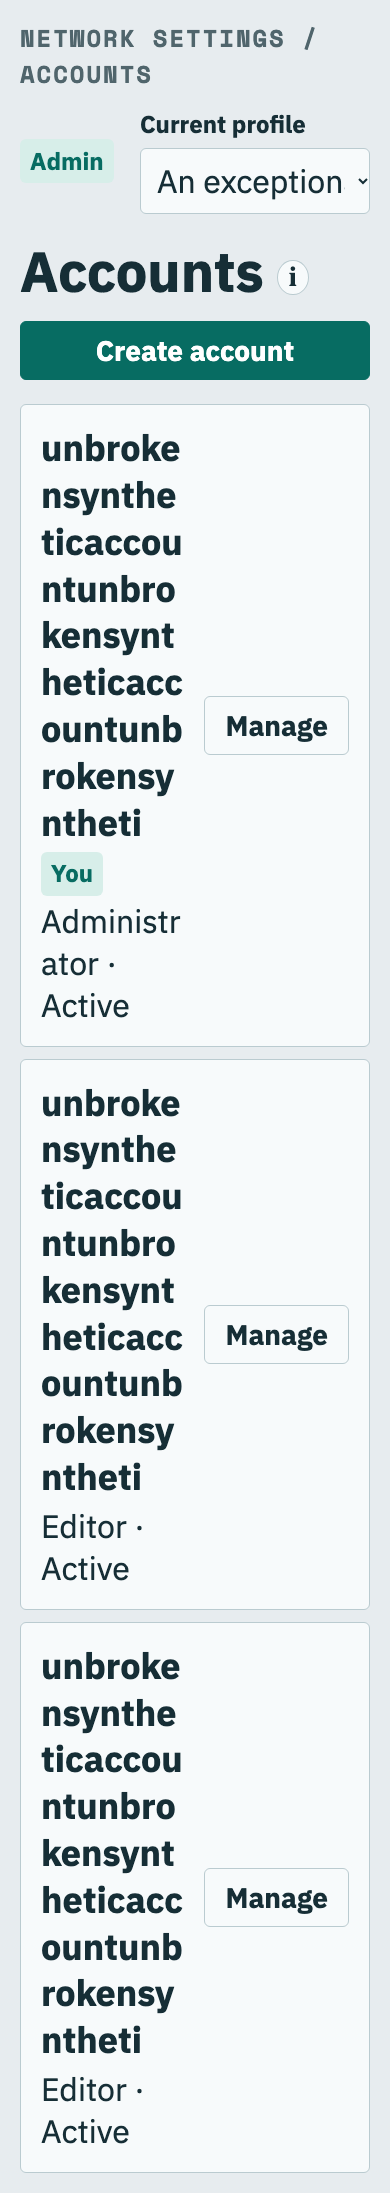 NETWORK SETTINGS /
ACCOUNTS
Admin
Current profile
An exception
Accounts i
Create account
unbroke
nsynthe
ticaccou
ntunbro
kensynt
heticacc
ountunb
rokensy
ntheti
Manage
You
Administr
ator ·
Active
unbroke
nsynthe
ticaccou
ntunbro
kensynt
heticacc
ountunb
rokensy
ntheti
Manage
Editor ·
Active
unbroke
nsynthe
ticaccou
ntunbro
kensynt
heticacc
ountunb
rokensy
ntheti
Manage
Editor ·
Active